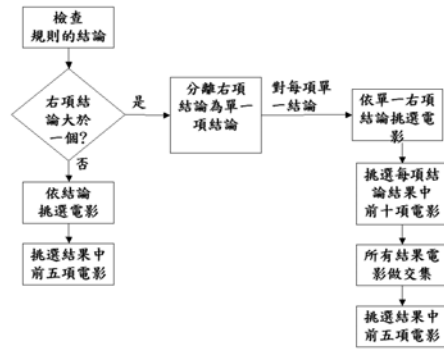 檢查
規則的結論
右項結
論大於
一個?
是
否
分離右項
結論為單一
項結論
對每項單
一結論
依單一右項
結論挑選電
影
挑選每項結
論結果中
前十項電影
所有結果電
影做交集
挑選結果中
前五項電影
依結論
挑選電影
挑選結果中
前五項電影